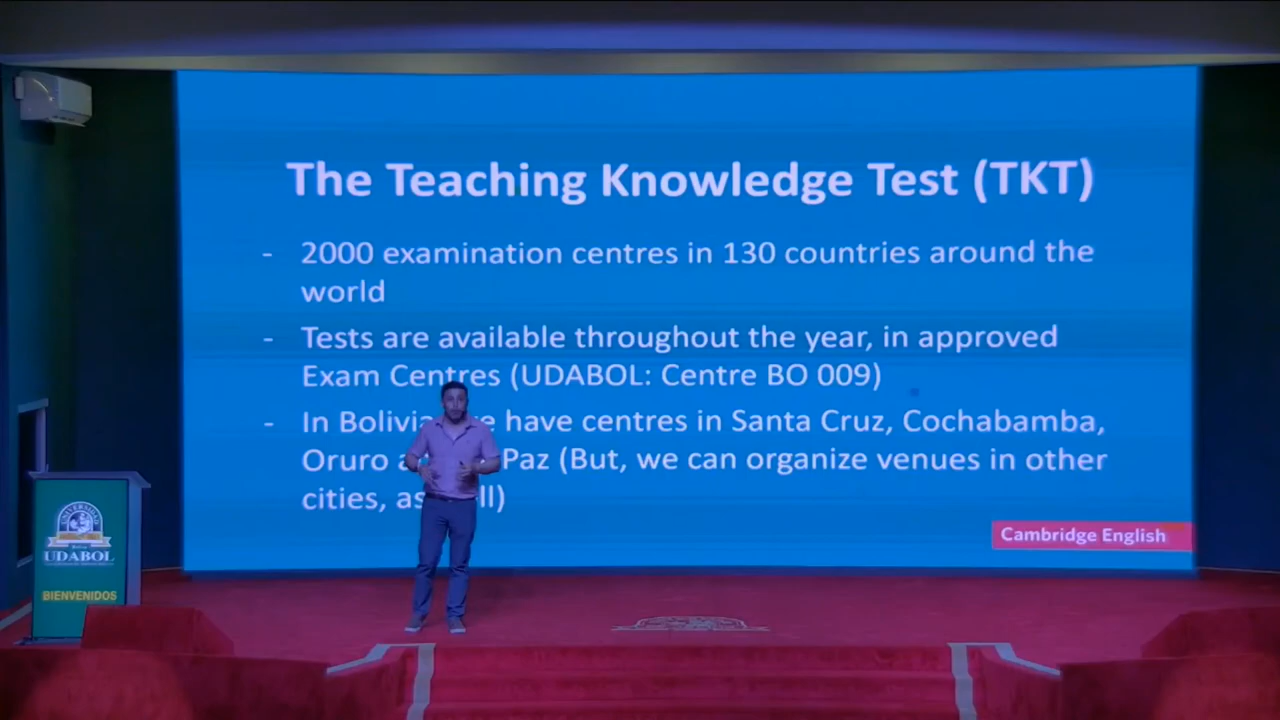 The Teaching Knowledge Test (TKT)
- 2000 examination centres in 130 countries around the
world
- Tests are available throughout the year, in approved
Exam Centres (UDABOL: Centre BO 009)
- In Bolivia have centres in Santa Cruz, Cochabamba,
Oruro Paz (But, we can organize venues in other
cities, as ll)
Cambridge English
UNIVERSIDAD
UDABOL
BIENVENIDOS